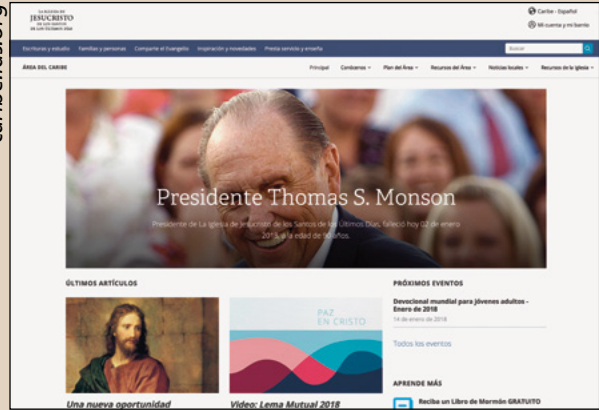 caribe.lds.org
LA IGLESIA DE
JESUCRISTO
DE LOS SANTOS
DE LOS ÚLTIMOS DÍAS
Caribe - Español
Mi cuenta y mi barrio
Escrituras y estudio Familias y personas Comparte el Evangelio Inspiración y novedades Presta servicio y enseña
Buscar
ÁREA DEL CARIBE
Principal Conócenos Plan del Área Recursos del Área Noticias locales Recursos de la Iglesia
Presidente Thomas S. Monson
Presidente de La Iglesia de Jesucristo de los Santos de los Últimos Días, falleció hoy 02 de enero
2018, a la edad de 90 años.
ÚLTIMOS ARTÍCULOS
PAZ
EN CRISTO
Una nueva oportunidad
Video: Lema Mutual 2018
PRÓXIMOS EVENTOS
Devocional mundial para jóvenes adultos -
Enero de 2018
14 de enero de 2018
Todos los eventos
APRENDE MÁS
Reciba un Libro de Mormón GRATUITO